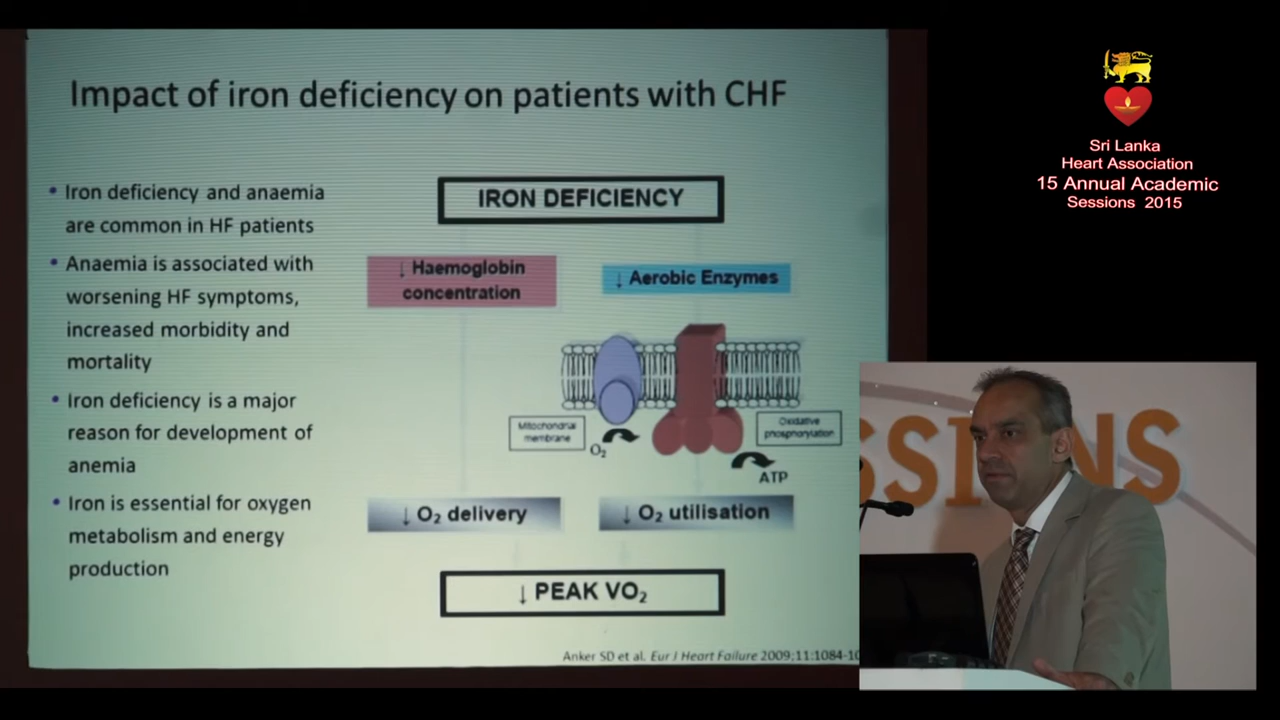 Impact of iron deficiency on patients with CHF
• Iron deficiency and anaemia
are common in HF patients
• Anaemia is associated with
worsening HF symptoms,
increased morbidity and
mortality
• Iron deficiency is a major
reason for development of
anemia
• Iron is essential for oxygen
metabolism and energy
production
IRON DEFICIENCY
↓ Haemoglobin
concentration
↓ Aerobic Enzymes
Mitochondrial
membrane
O₂
Oxidative
phosphorylation
ATP
↓ O₂ delivery
↓ O₂ utilisation
↓ PEAK VO₂
Anker SD et al. Eur J Heart Failure 2009;11:1084-10
Sri Lanka
Heart Association
15 Annual Academic
Sessions 2015
SSIONS